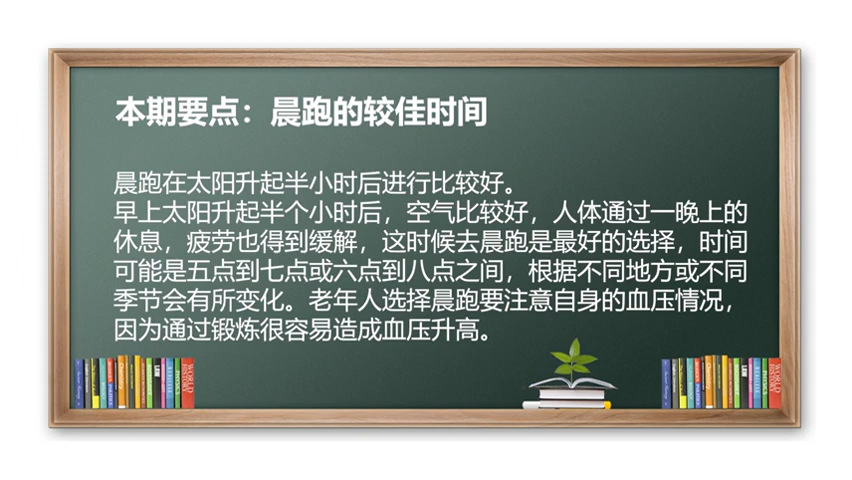 本期要点：晨跑的较佳时间
晨跑在太阳升起半小时后进行比较好。
早上太阳升起半个小时后，空气比较好，人体通过一晚上的
休息，疲劳也得到缓解，这时候去晨跑是最好的选择，时间
可能是五点到七点或六点到八点之间，根据不同地方或不同
季节会有所变化。老年人选择晨跑要注意自身的血压情况，
因为通过锻炼很容易造成血压升高。